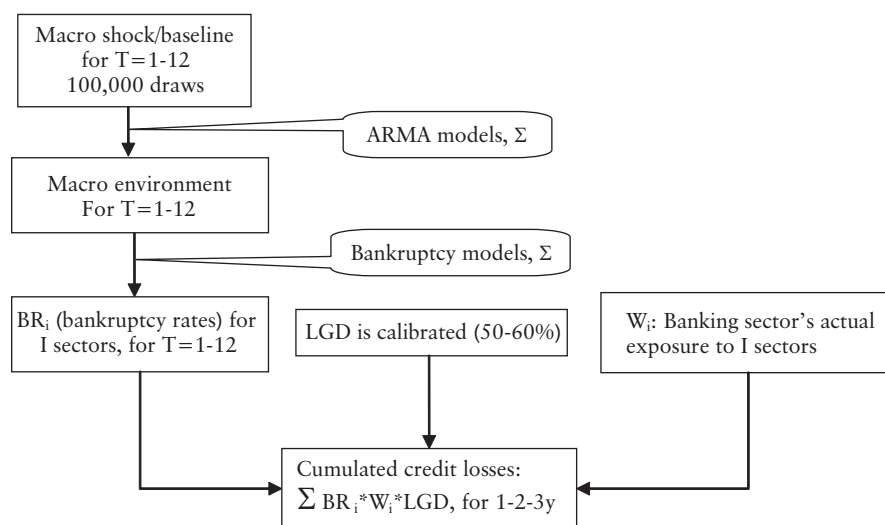 Macro shock/baseline
for T=1-12
100,000 draws
ARMA models, Σ
Macro environment
For T=1-12
Bankruptcy models, Σ
BRᵢ (bankruptcy rates) for
I sectors, for T=1-12
LGD is calibrated (50-60%)
Wᵢ: Banking sector’s actual
exposure to I sectors
Cumulated credit losses:
Σ BRᵢ*Wᵢ*LGD, for 1-2-3y